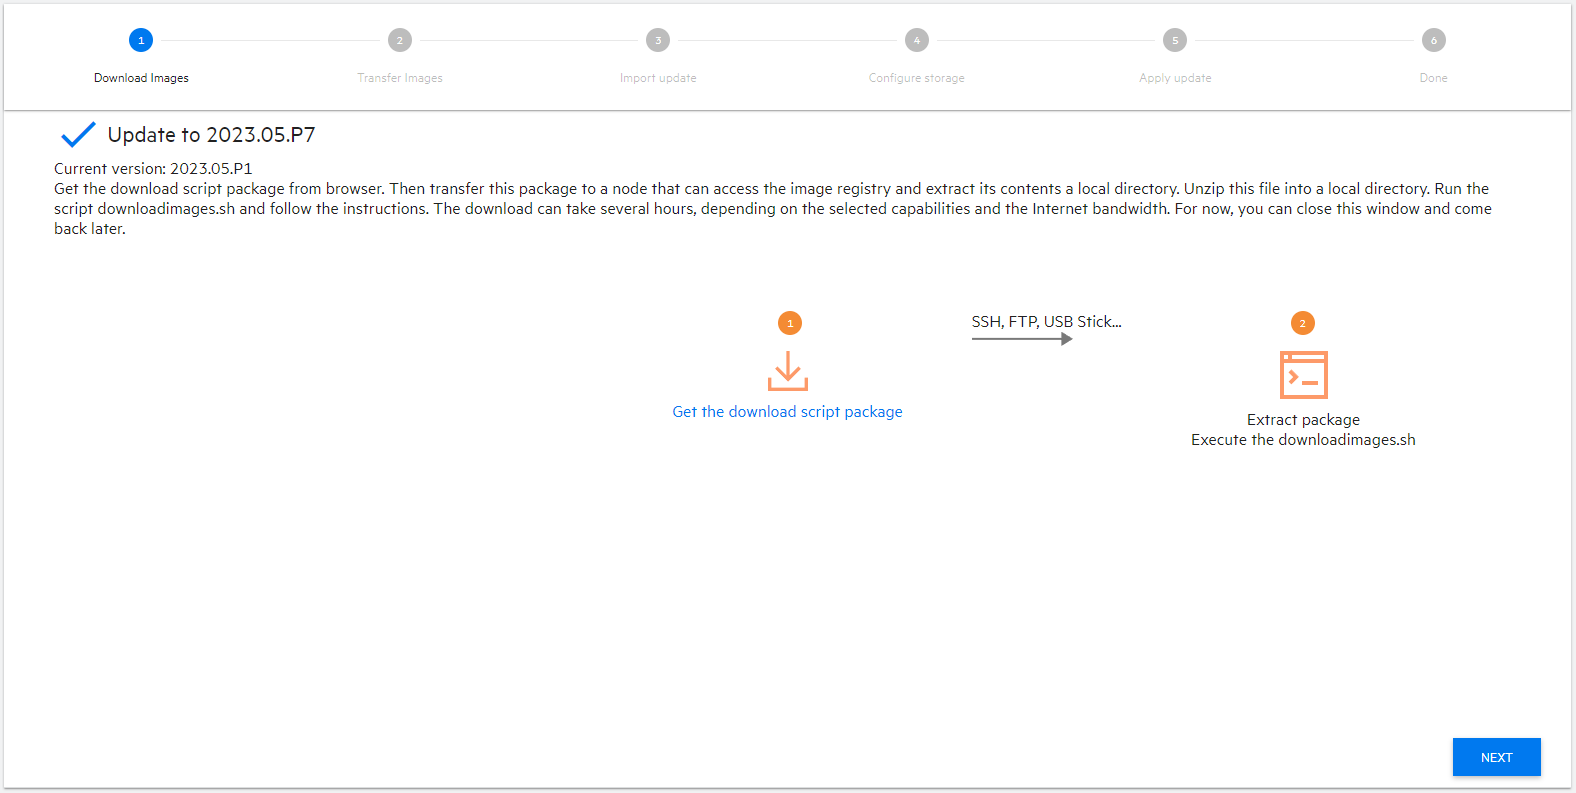 1
2
3
4
5
6
Download Images
Transfer Images
Import update
Configure storage
Apply update
Done
Update to 2023.05.P7
Current version: 2023.05.P1
Get the download script package from browser. Then transfer this package to a node that can access the image registry and extract its contents a local directory. Unzip this file into a local directory. Run the
script downloadimages.sh and follow the instructions. The download can take several hours, depending on the selected capabilities and the Internet bandwidth. For now, you can close this window and come
back later.
1
Get the download script package
SSH, FTP, USB Stick...
2
Extract package
Execute the downloadimages.sh
NEXT